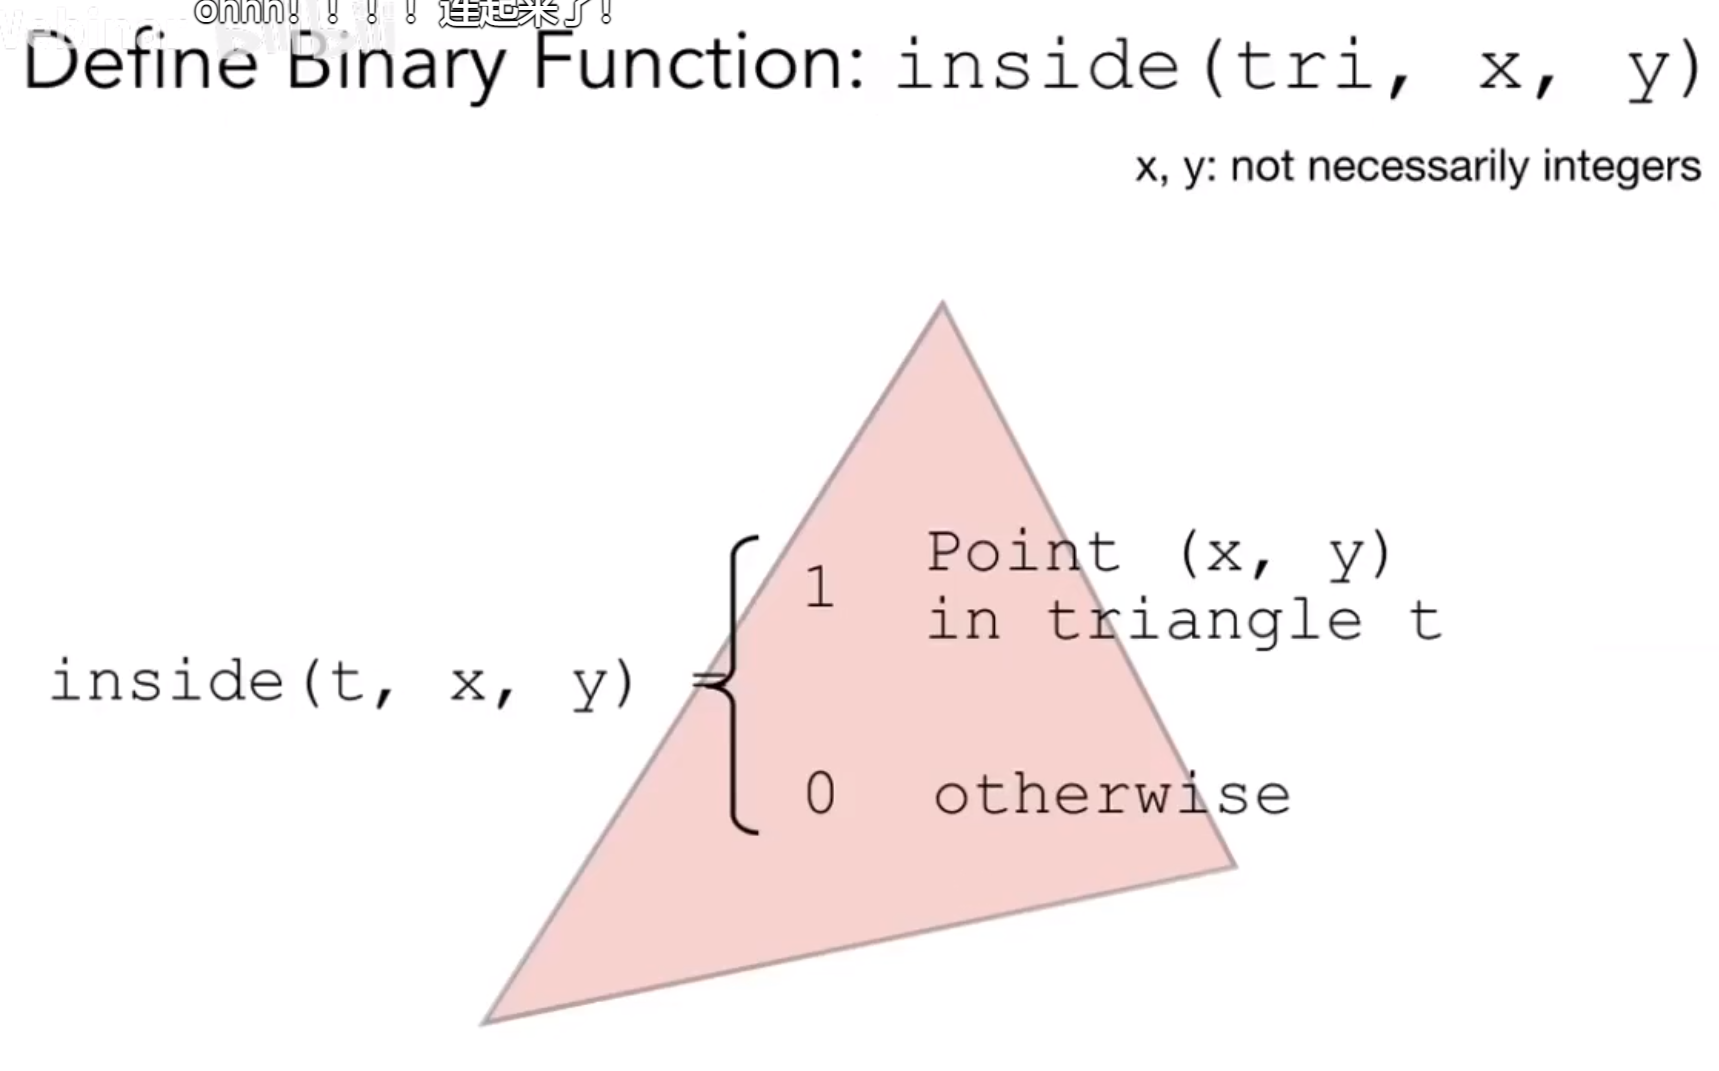 ohhh！！！！连起来了！
Define Binary Function: inside(tri, x, y)
x, y: not necessarily integers
1 Point (x, y)
in triangle t
inside(t, x, y) =
0 otherwise